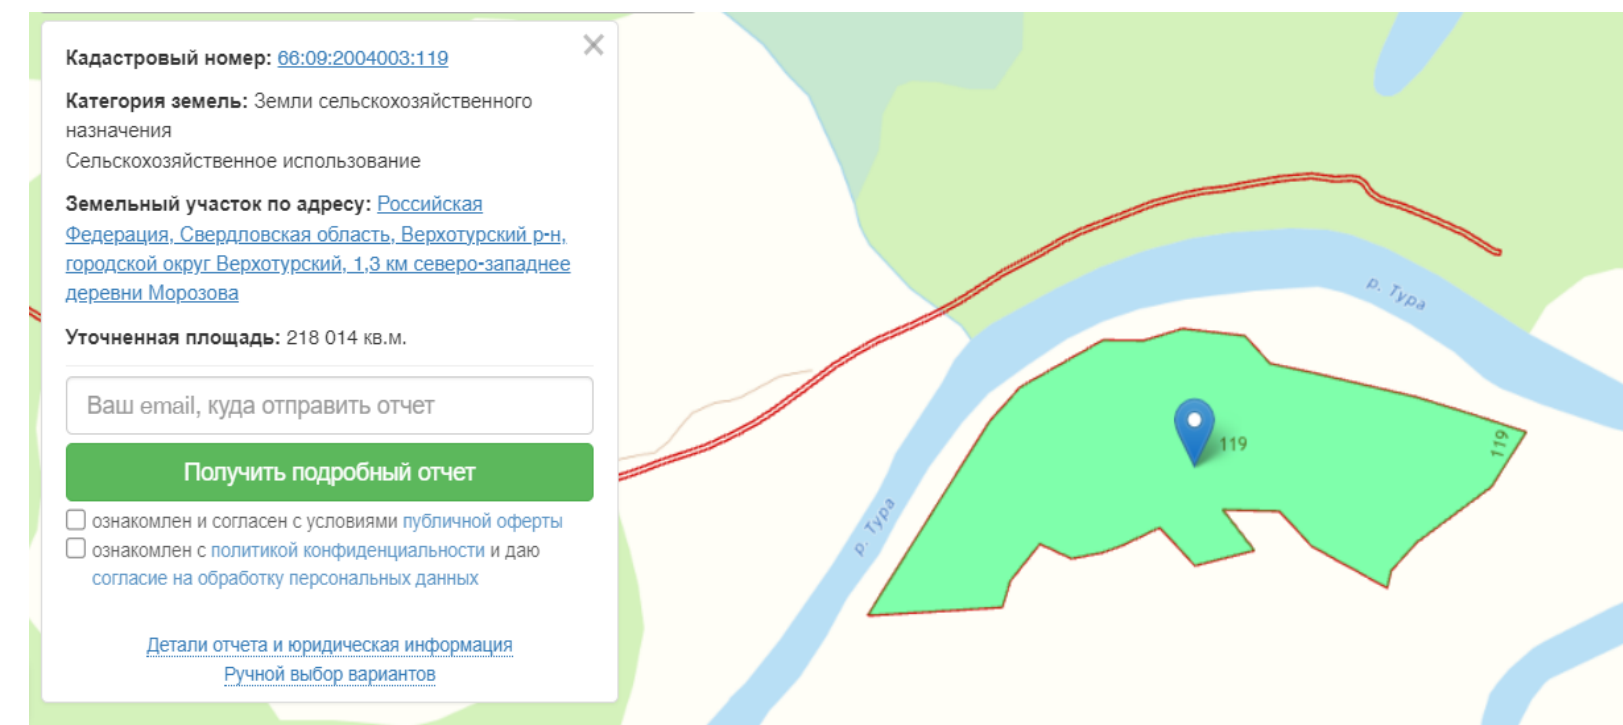 Кадастровый номер: 66:09:2004003:119
Категория земель: Земли сельскохозяйственного
назначения
Сельскохозяйственное использование
Земельный участок по адресу: Российская
Федерация, Свердловская область, Верхотурский р-н,
городской округ Верхотурский, 1,3 км северо-западнее
деревни Морозова
Уточненная площадь: 218 014 кв.м.
Ваш email, куда отправить отчет
Получить подробный отчет
ознакомлен и согласен с условиями публичной оферты
ознакомлен с политикой конфиденциальности и даю
согласие на обработку персональных данных
Детали отчета и юридическая информация
Ручной выбор вариантов
р. Тура
119
119
р. Тура